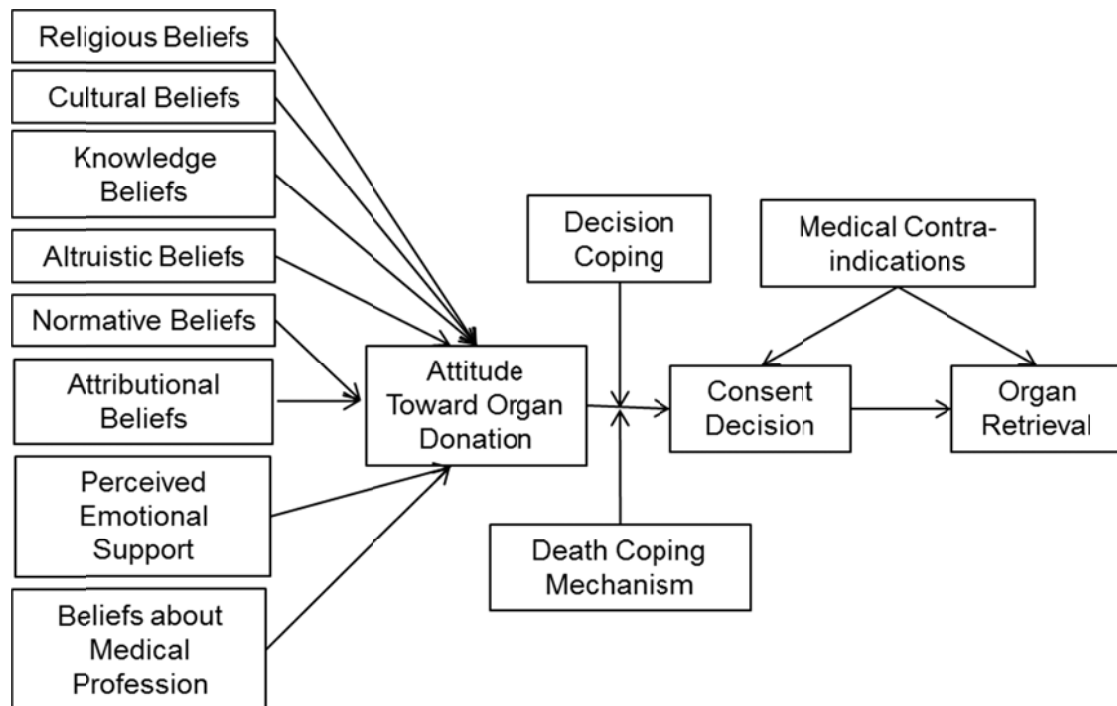 Religious Beliefs
Cultural Beliefs
Knowledge
Beliefs
Altruistic Beliefs
Normative Beliefs
Attributional
Beliefs
Perceived
Emotional
Support
Beliefs about
Medical
Profession
Attitude
Toward Organ
Donation
Decision
Coping
Death Coping
Mechanism
Medical Contra-
indications
Consent
Decision
Organ
Retrieval